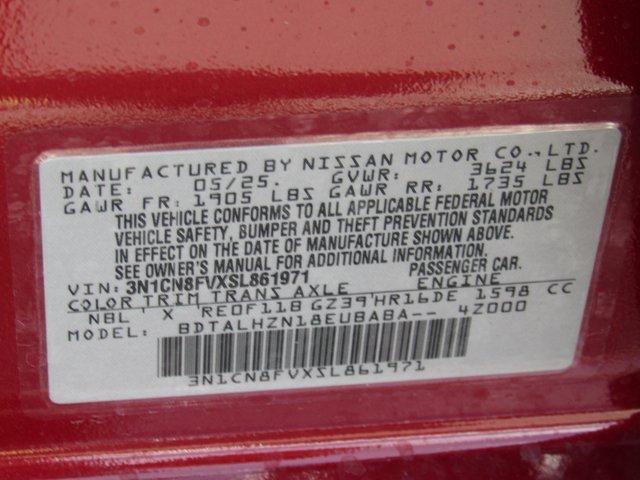 MANUFACTURED BY NISSAN MOTOR CO., LTD.
DATE: 05/25. GVWR: 3624 LBS
GAWR FR: 1905 LBS GAWR RR: 1735 LBS
THIS VEHICLE CONFORMS TO ALL APPLICABLE FEDERAL MOTOR
VEHICLE SAFETY, BUMPER AND THEFT PREVENTION STANDARDS
IN EFFECT ON THE DATE OF MANUFACTURE SHOWN ABOVE.
SEE OWNER'S MANUAL FOR ADDITIONAL INFORMATION.
VIN: 3N1CN8FVXSL861971 PASSENGER CAR.
COLOR TRIM TRANS AXLE ENGINE
NBL X RE0F11B GZ39 HR16DE 1598 CC
MODEL: BDTALHZN18EUBABA-- 4Z000
3N1CN8FVXSL861971